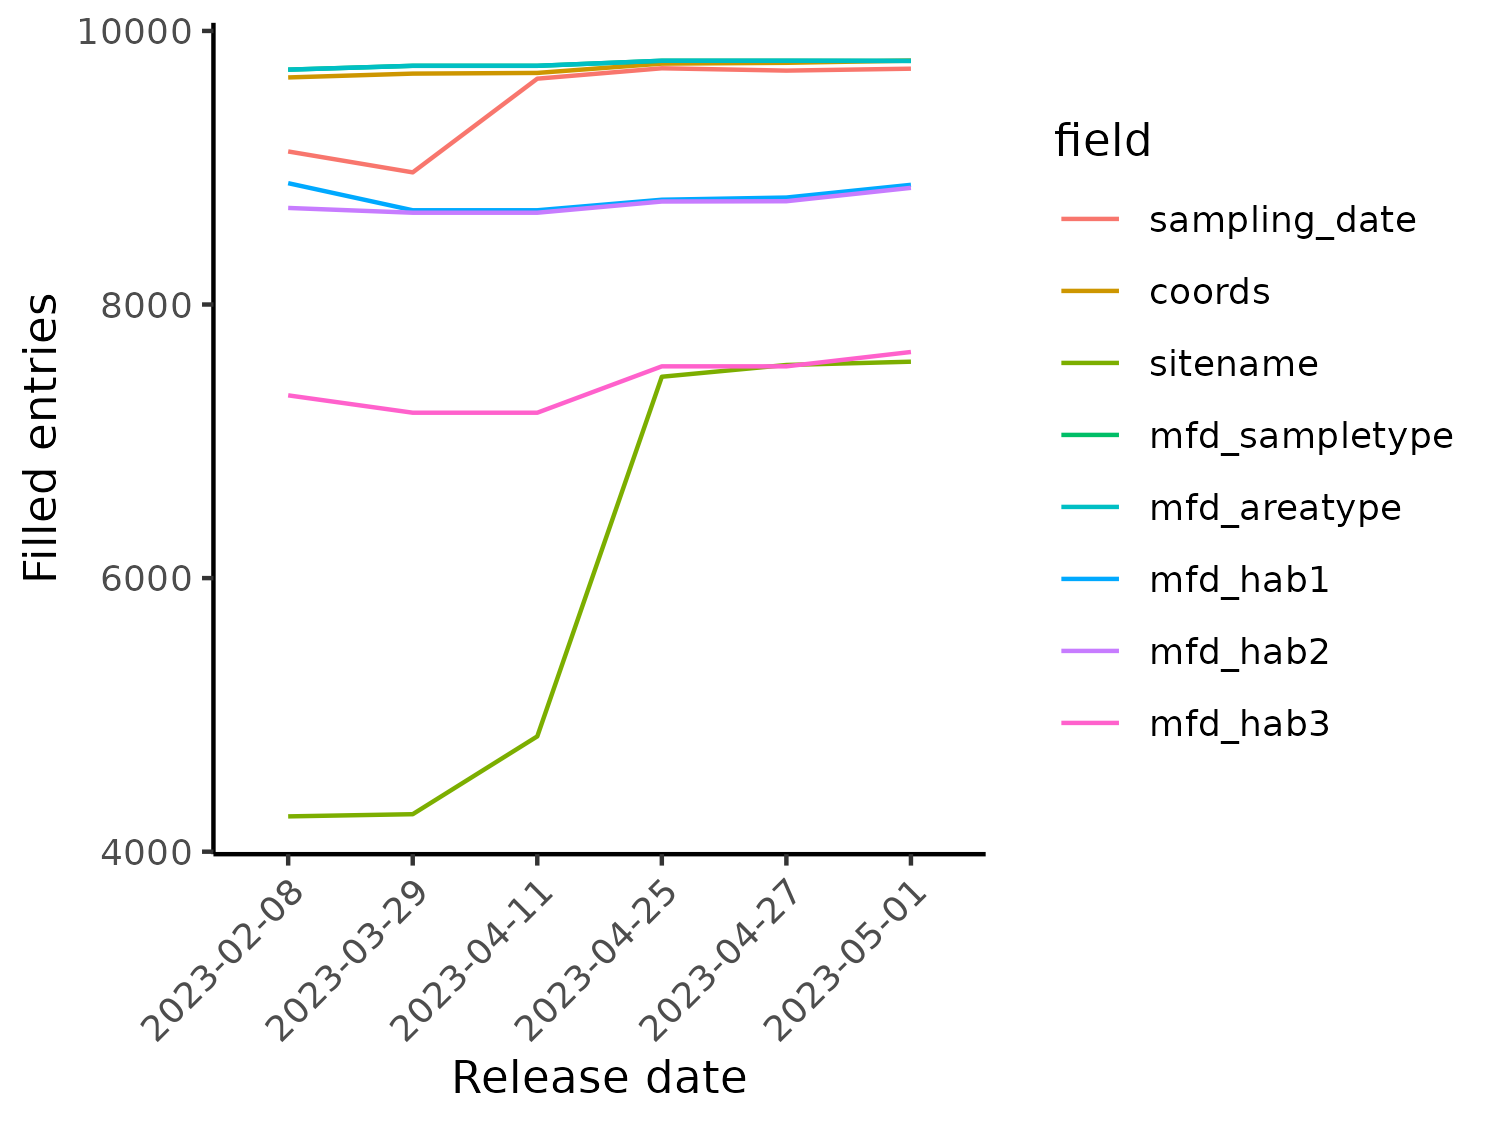 10000
8000
6000
4000
Filled entries
2023-02-08
2023-03-29
2023-04-11
2023-04-25
2023-04-27
2023-05-01
Release date
field
sampling_date
coords
sitename
mfd_sampletype
mfd_areatype
mfd_hab1
mfd_hab2
mfd_hab3